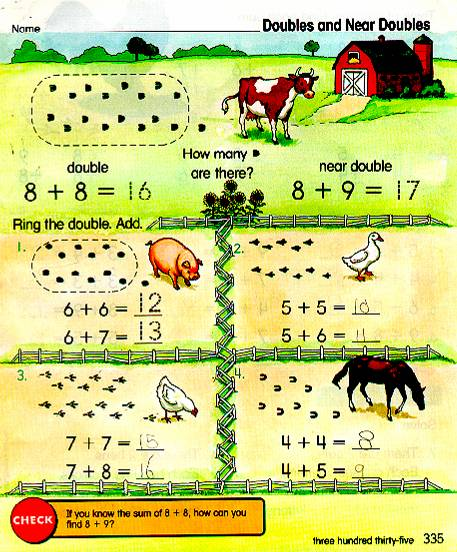 Name
Doubles and Near Doubles
How many
are there?
double
8 + 8 = 16
near double
8 + 9 = 17
Ring the double. Add.
1.
6 + 6 = 12
6 + 7 = 13
2.
5 + 5 = 10
5 + 6 = 11
3.
7 + 7 = 15
7 + 8 = 16
4.
4 + 4 = 8
4 + 5 = 9
CHECK
If you know the sum of 8 + 8, how can you
find 8 + 9?
three hundred thirty-five 335